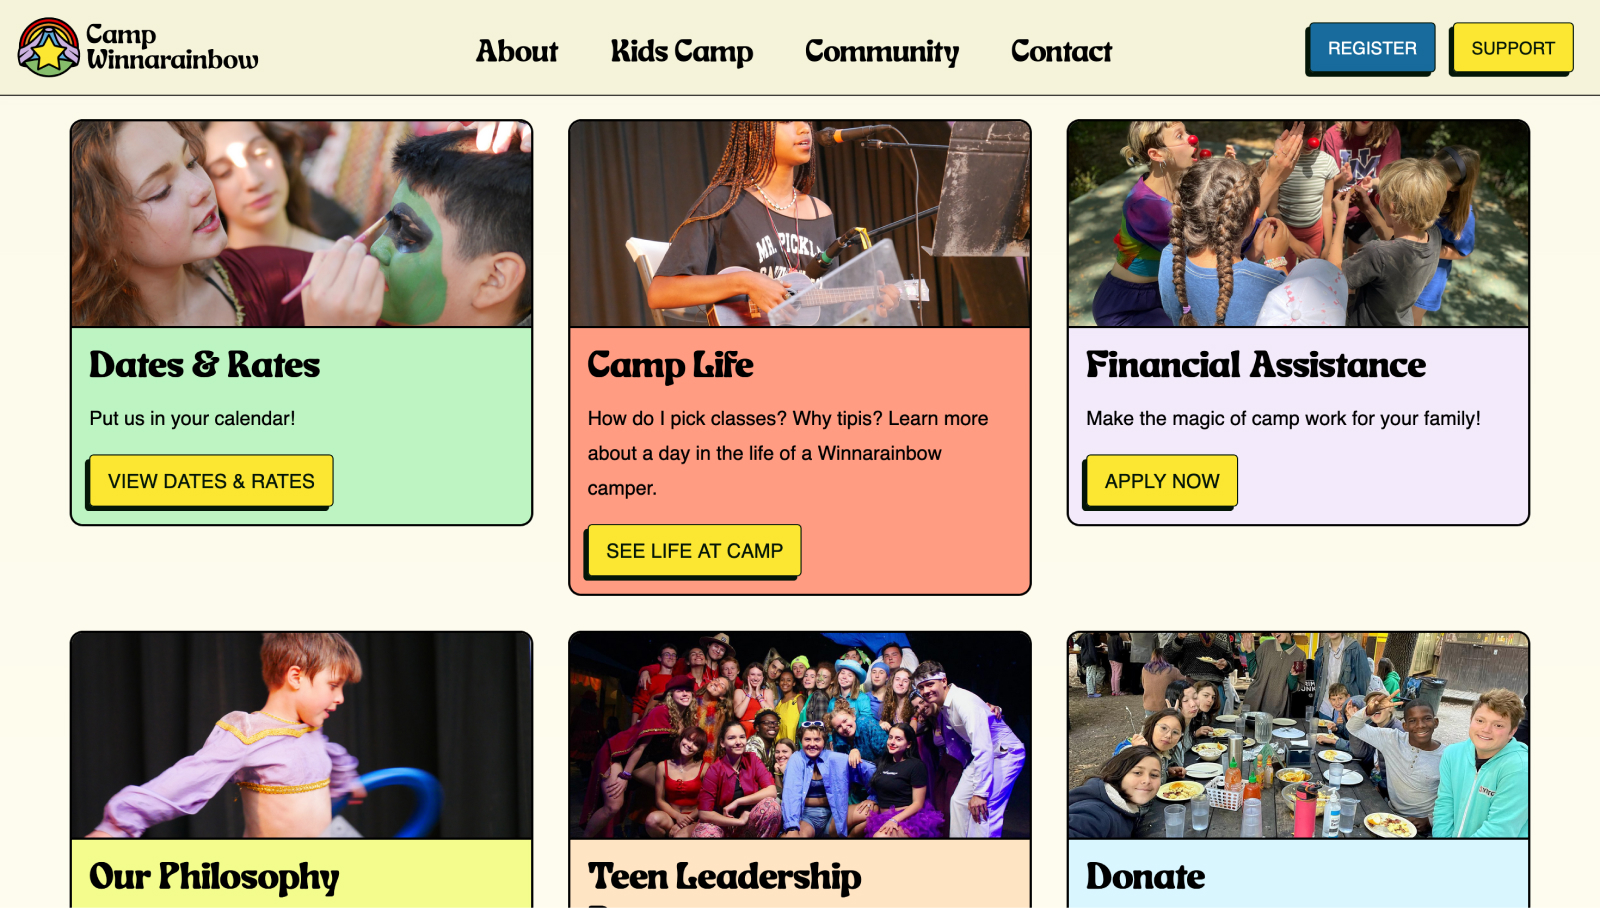 Camp
Winnarainbow
About
Kids Camp
Community
Contact
REGISTER
SUPPORT
MR. PICKL
Dates & Rates
Put us in your calendar!
VIEW DATES & RATES
Camp Life
How do I pick classes? Why tipis? Learn more
about a day in the life of a Winnarainbow
camper.
SEE LIFE AT CAMP
Financial Assistance
Make the magic of camp work for your family!
APPLY NOW
Our Philosophy
Teen Leadership
Donate